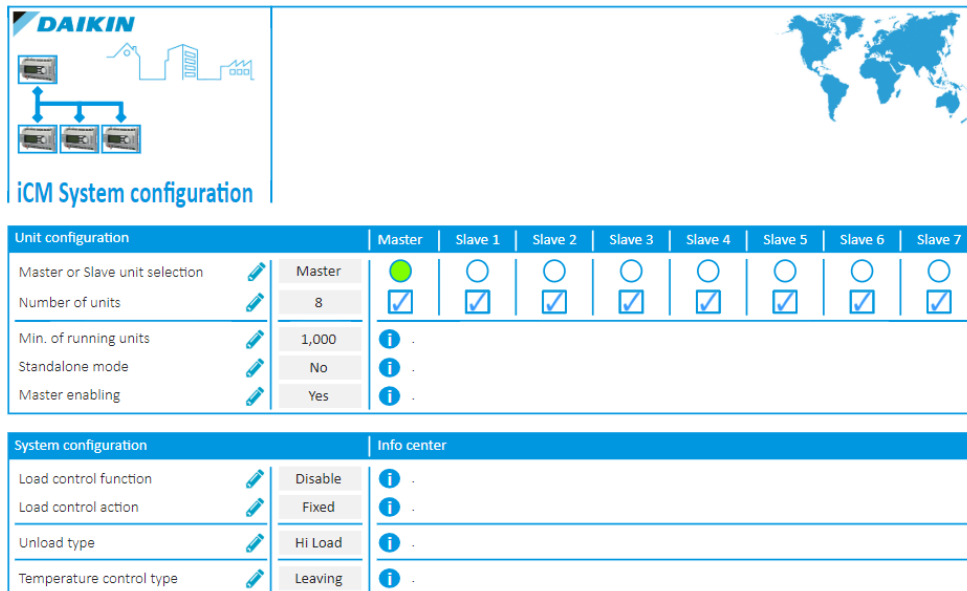 DAIKIN
iCM System configuration
Unit configuration Master Slave 1 Slave 2 Slave 3 Slave 4 Slave 5 Slave 6 Slave 7
Master or Slave unit selection Master
Number of units 8
Min. of running units 1,000 i .
Standalone mode No i .
Master enabling Yes i .
System configuration Info center
Load control function Disable i .
Load control action Fixed i .
Unload type Hi Load i .
Temperature control type Leaving i .